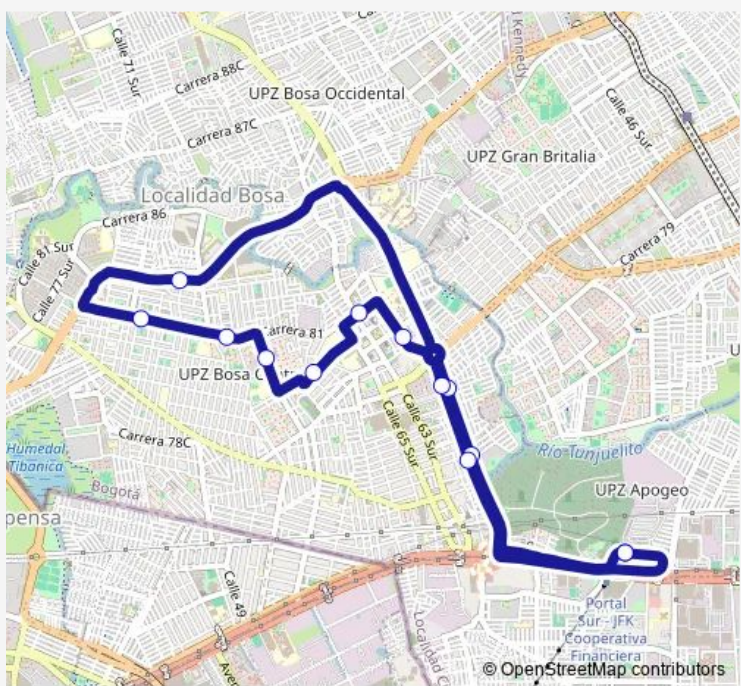 Calle 71 Sur
Carrera 88C
UPZ Bosa Occidental
Kennedy
Calle 46 Sur
Carrera 87C
UPZ Gran Britalia
Localidad Bosa
Carrera 86
Carrera 79
Calle 81 Sur
Calle 77 Sur
Carrera 81
UPZ Bosa
Calle 63 Sur
Calle 65 Sur
Carrera 78C
Humedal
Tibanica
Río Tunjuelito
Bogotá
UPZ Apogeo
pensa
Calle 49
Localidad C
Portal
Sur - JFK
Cooperativa
Financiera
© OpenStreetMap contributors